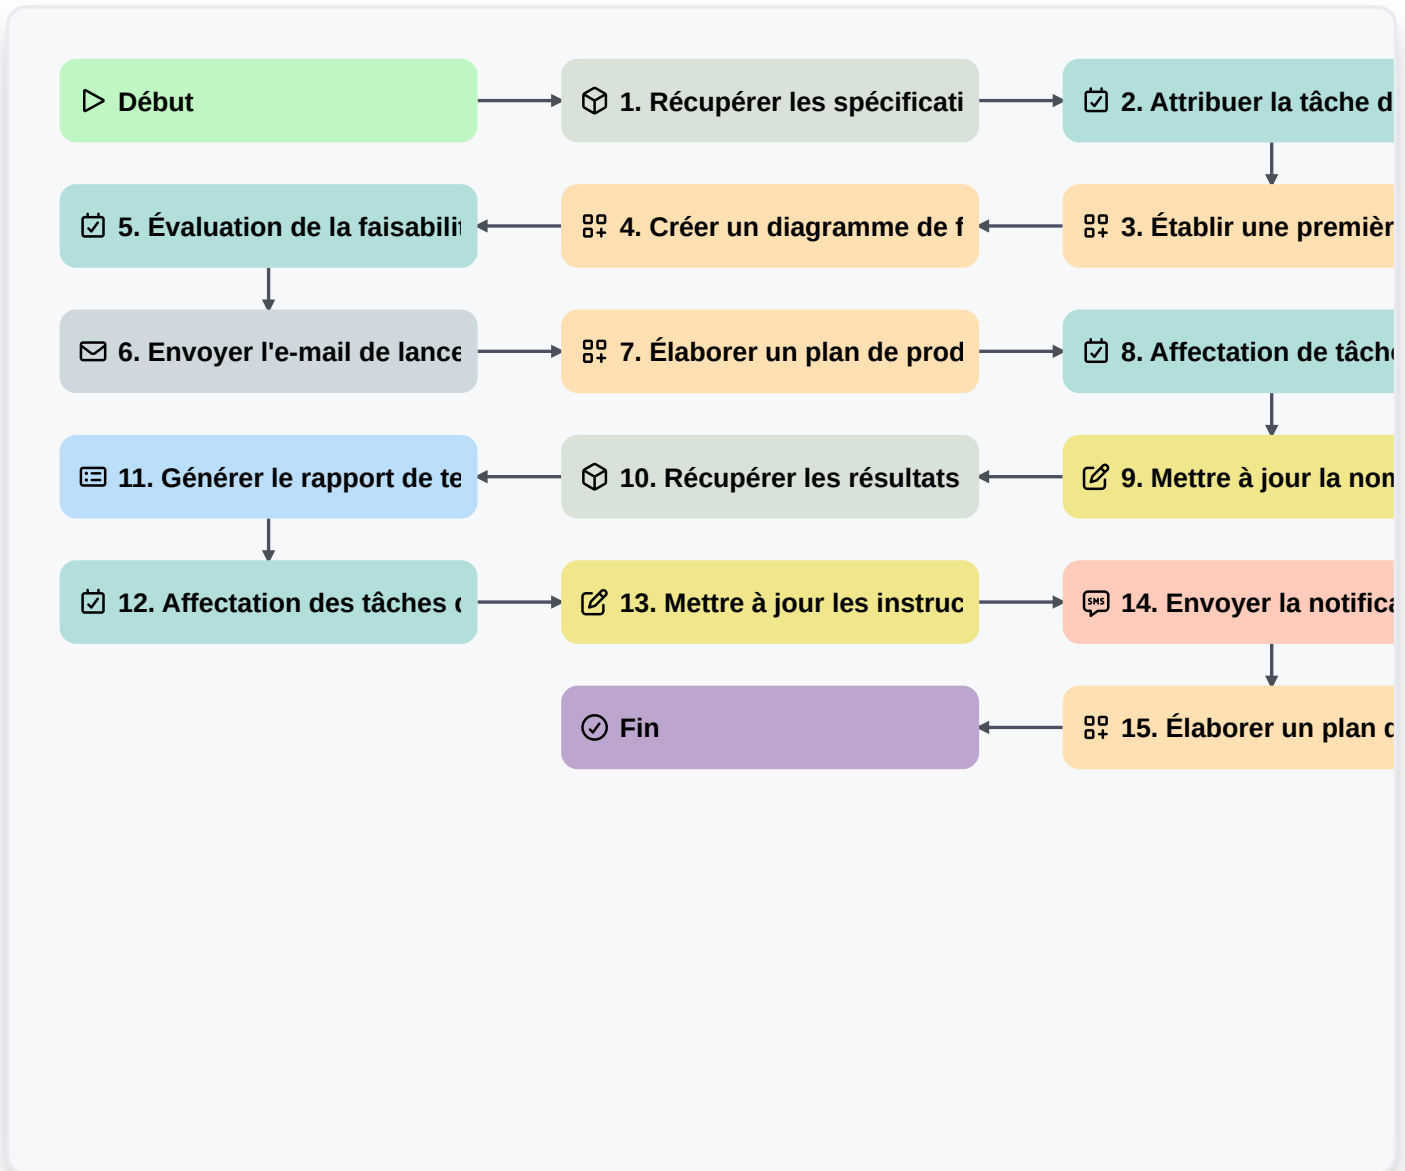 Début
1. Récupérer les spécificati
2. Attribuer la tâche d
5. Évaluation de la faisabilit
4. Créer un diagramme de f
3. Établir une premièr
6. Envoyer l'e-mail de lance
7. Élaborer un plan de prod
8. Affectation de tâche
11. Générer le rapport de te
10. Récupérer les résultats
9. Mettre à jour la nom
12. Affectation des tâches d
13. Mettre à jour les instruc
14. Envoyer la notifica
SMS
Fin
15. Élaborer un plan d